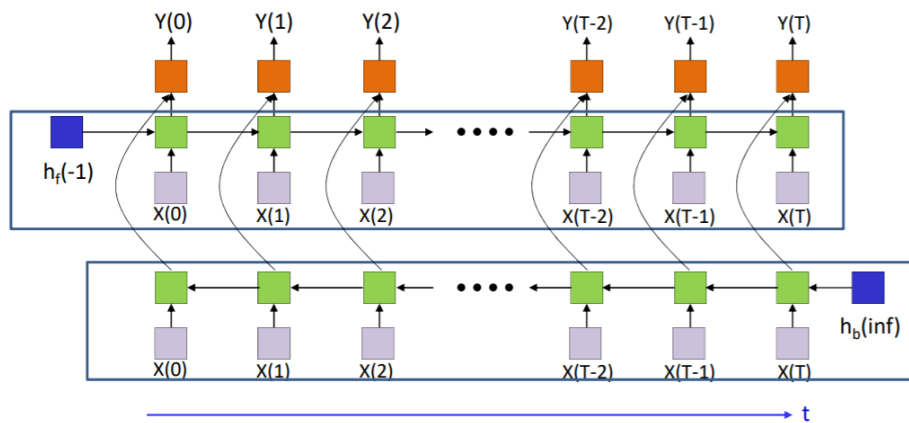 Y(0) Y(1) Y(2) Y(T-2) Y(T-1) Y(T)
h_f(-1)
X(0) X(1) X(2) X(T-2) X(T-1) X(T)
h_b(inf)
X(0) X(1) X(2) X(T-2) X(T-1) X(T)
t